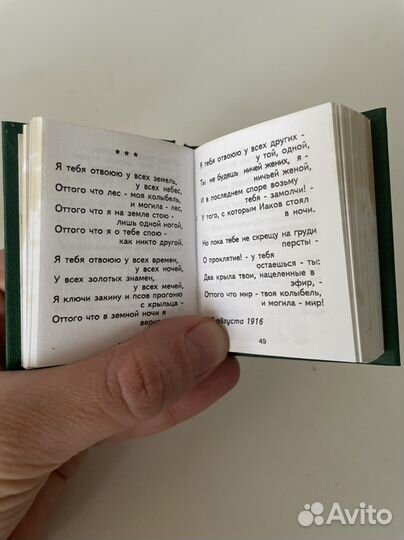 ***
Я тебя отвоюю у всех земель,
у всех небес,
Оттого что лес - моя колыбель,
и могила - лес,
Оттого что я на земле стою -
лишь одной ногой,
Оттого что я о тебе спою -
как никто другой.
Я тебя отвоюю у всех времен,
у всех ночей,
У всех золотых знамен,
у всех мечей,
Я ключи закину и псов прогоню
с крыльца -
Оттого что в земной ночи я
Я тебя отвоюю у всех других -
у той, одной,
Ты не будешь ничей жених, я -
ничьей женой,
И в последнем споре возьму
тебя - замолчи! -
У того, с которым Иаков стоял
в ночи.
Но пока тебе не скрещу на груди
персты -
О проклятие! - у тебя
остаешься - ты:
Два крыла твои, нацеленные в
эфир, -
Оттого что мир - твоя колыбель,
и могила - мир!
августа 1916
49
Avito